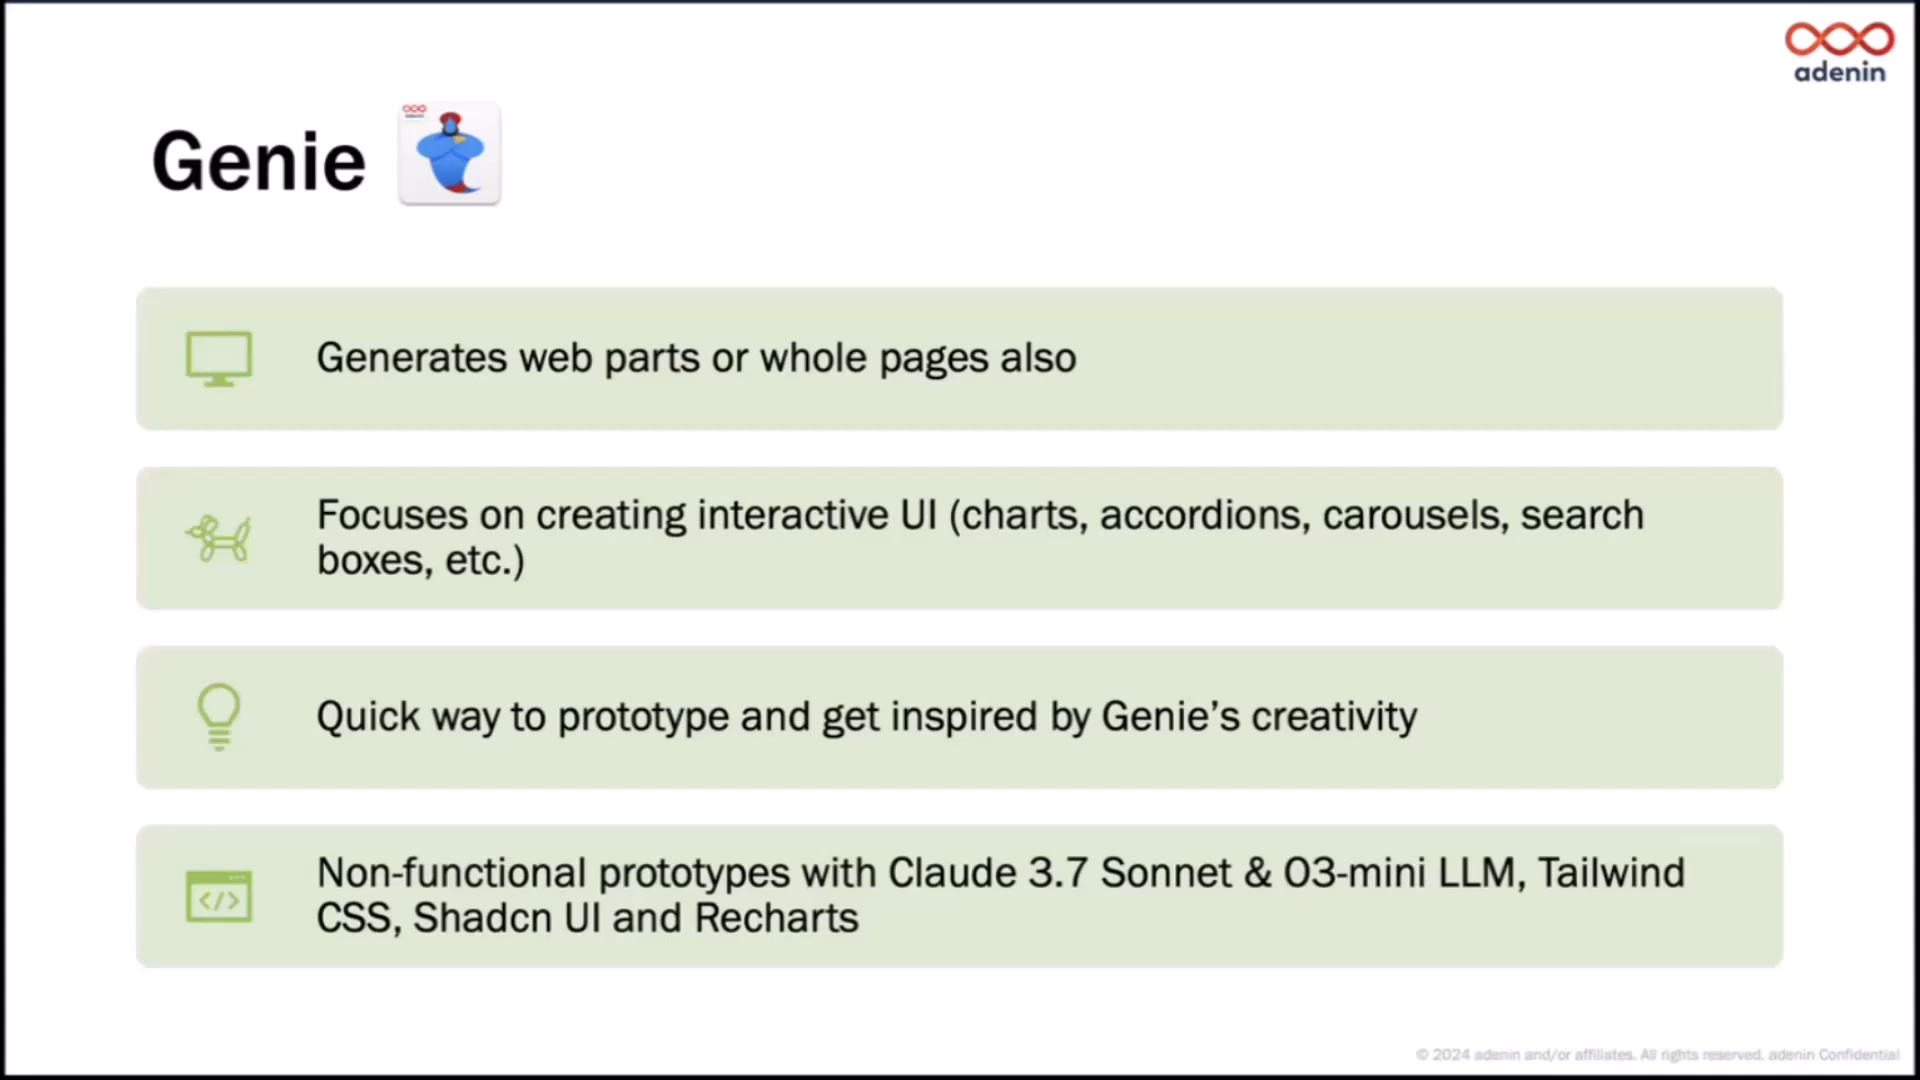 adenin
Genie
Generates web parts or whole pages also
Focuses on creating interactive UI (charts, accordions, carousels, search
boxes, etc.)
Quick way to prototype and get inspired by Genie’s creativity
</>
Non-functional prototypes with Claude 3.7 Sonnet & O3-mini LLM, Tailwind
CSS, Shadcn UI and Recharts
© 2024 adenin and/or affiliates. All rights reserved. adenin Confidential